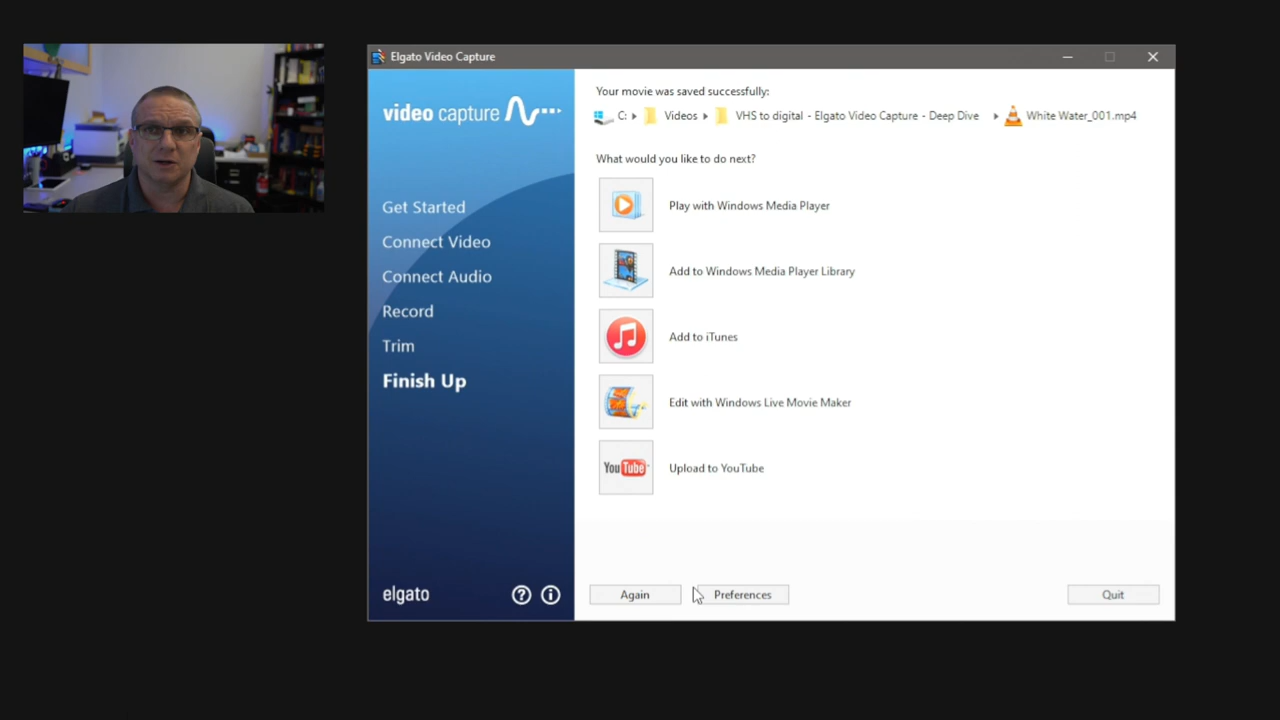 Elgato Video Capture
video capture
Get Started
Connect Video
Connect Audio
Record
Trim
Finish Up
elgato
Your movie was saved successfully:
C: Videos VHS to digital - Elgato Video Capture - Deep Dive White Water_001.mp4
What would you like to do next?
Play with Windows Media Player
Add to Windows Media Player Library
Add to iTunes
Edit with Windows Live Movie Maker
YouTube Upload to YouTube
Again Preferences Quit